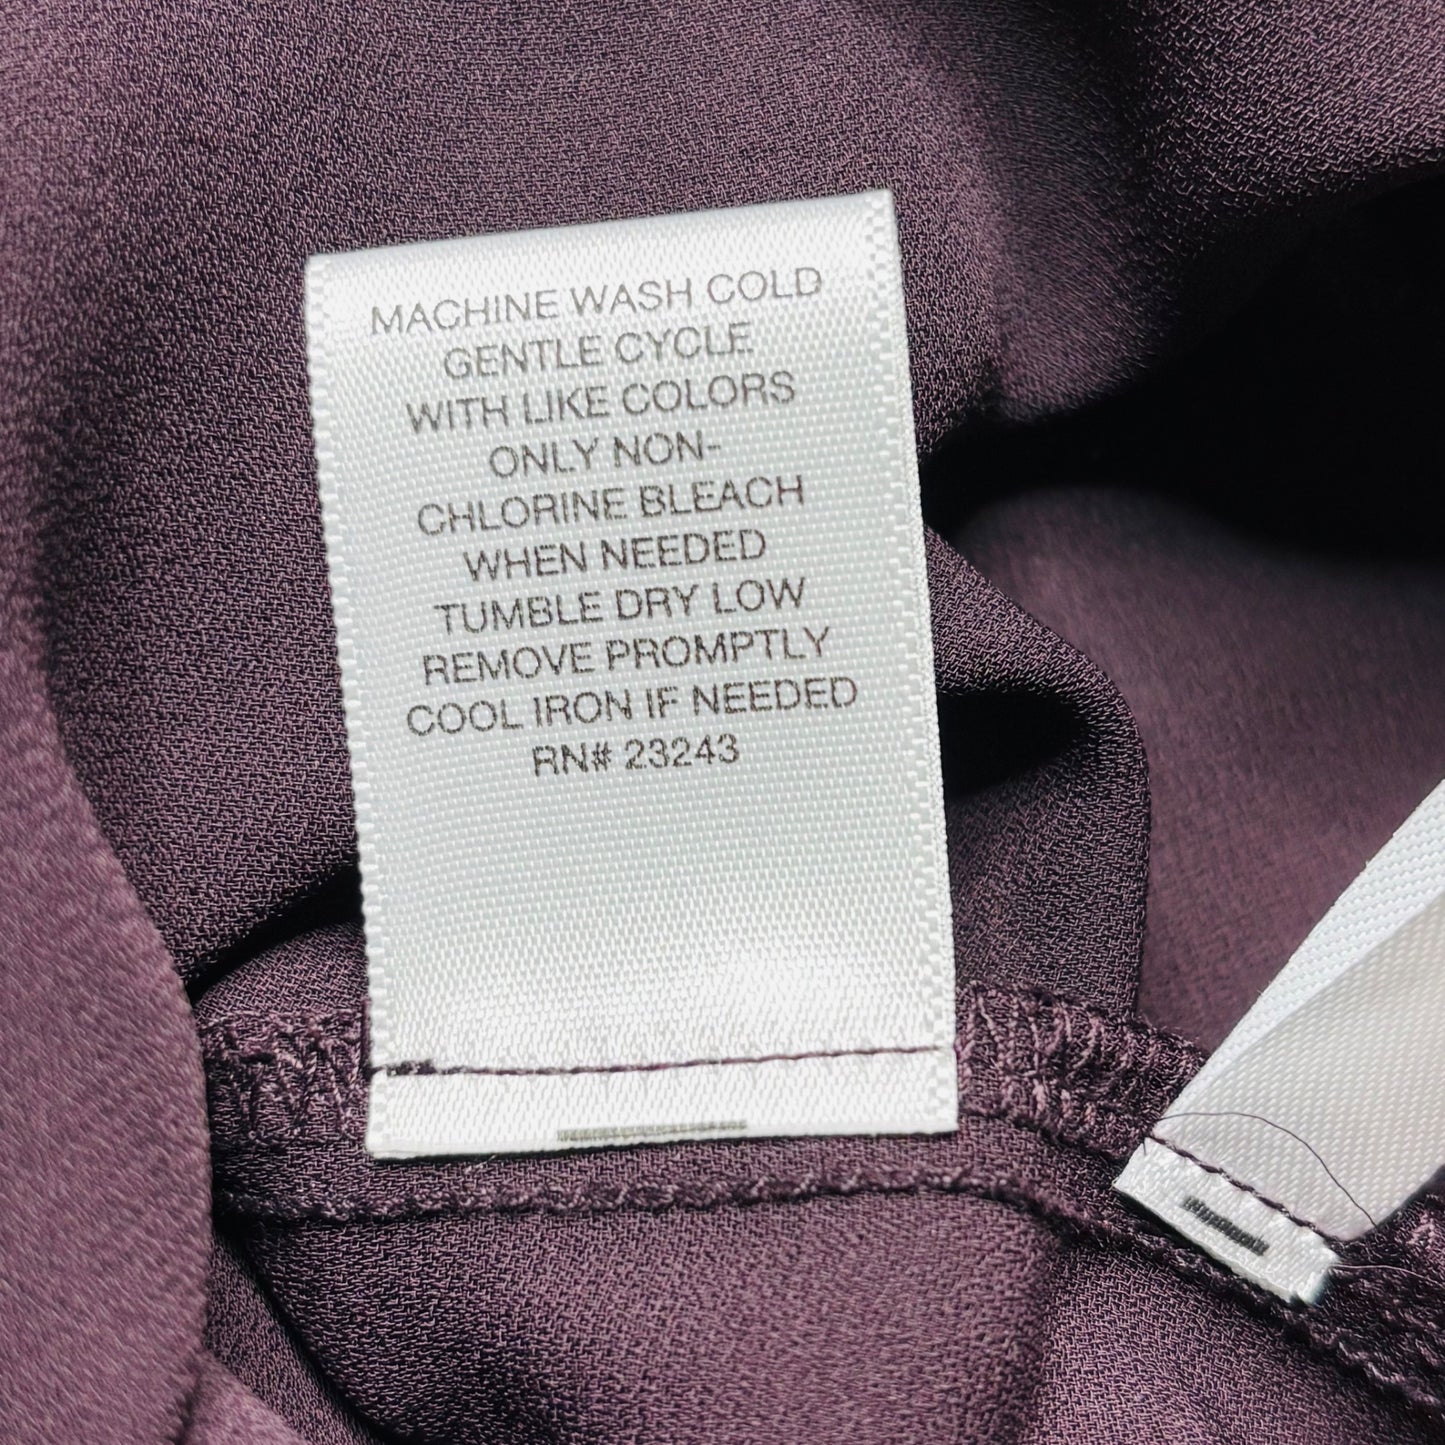 MACHINE WASH COLD
GENTLE CYCLE
WITH LIKE COLORS
ONLY NON-
CHLORINE BLEACH
WHEN NEEDED
TUMBLE DRY LOW
REMOVE PROMPTLY
COOL IRON IF NEEDED
RN# 23243